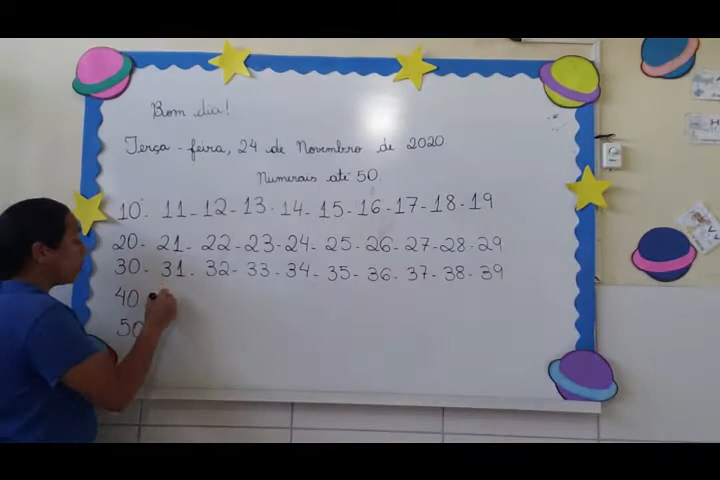 Bom dia!
Terça - feira, 24 de Novembro de 2020
Numerais até 50.
10 - 11 - 12 - 13 - 14 - 15 - 16 - 17 - 18 - 19
20 - 21 - 22 - 23 - 24 - 25 - 26 - 27 - 28 - 29
30 - 31 - 32 - 33 - 34 - 35 - 36 - 37 - 38 - 39
40
50